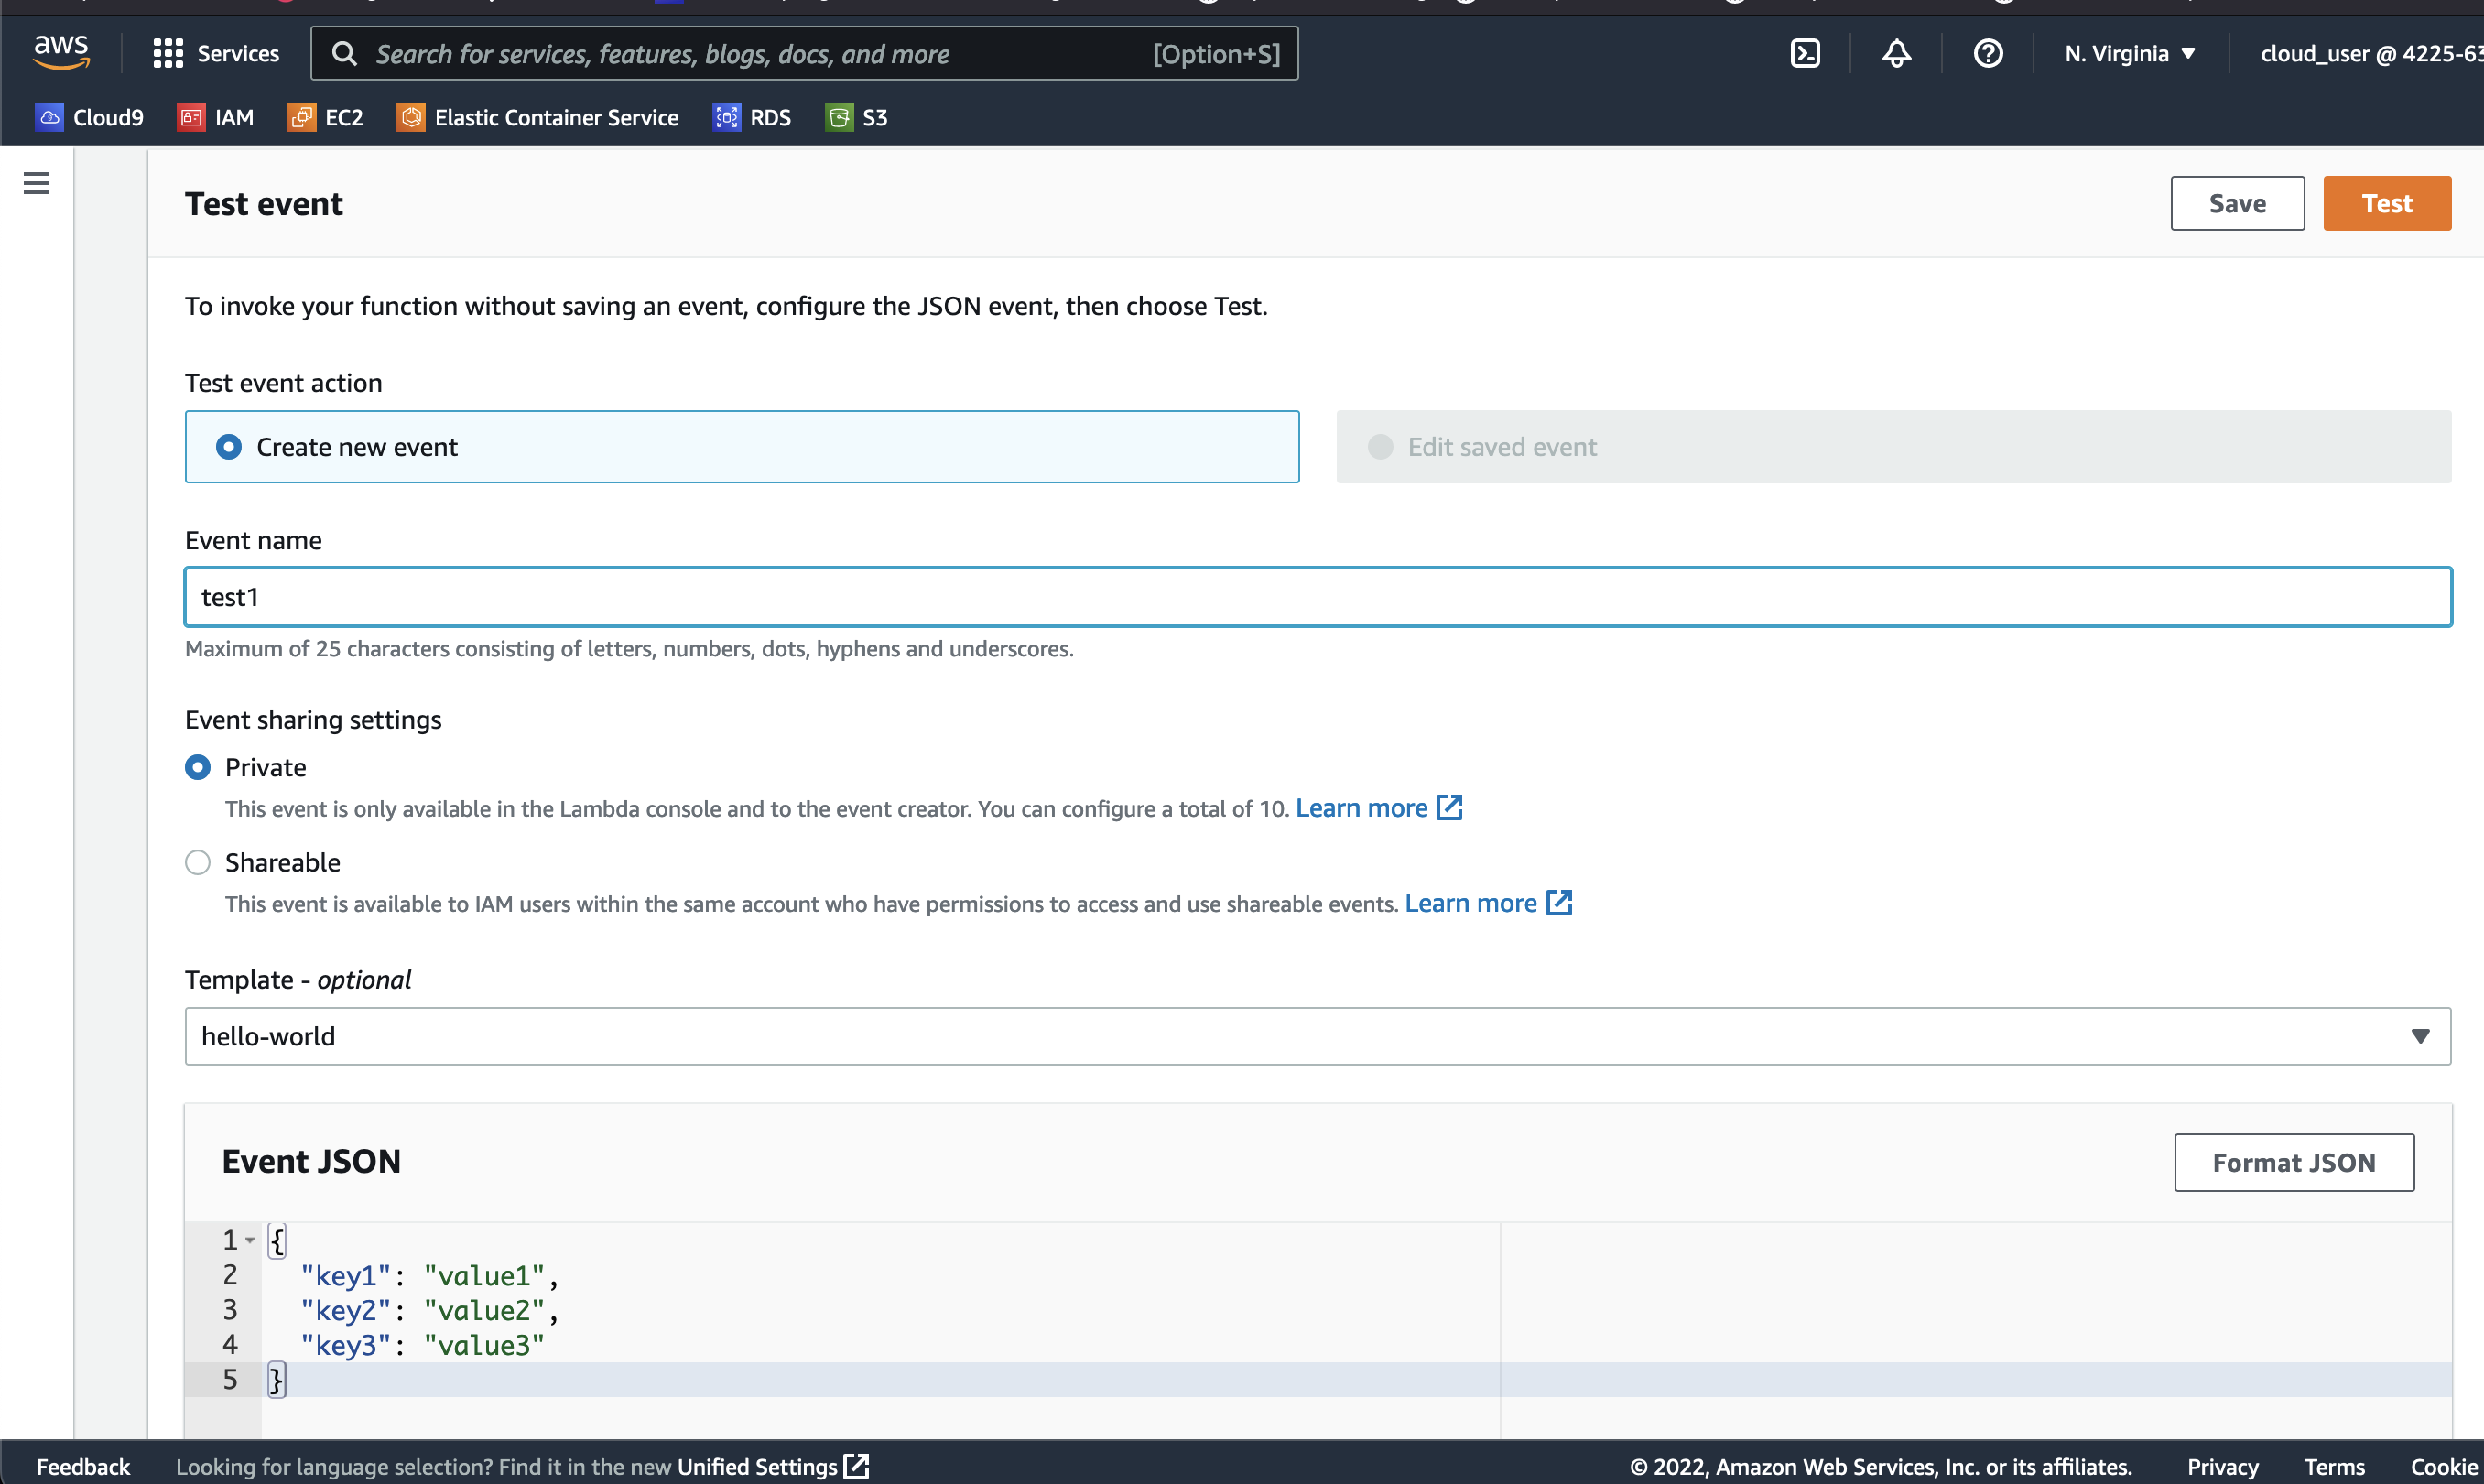 aws
Services
Search for services, features, blogs, docs, and more [Option+S]
N. Virginia
cloud_user @ 4225-63
Cloud9
IAM
EC2
Elastic Container Service
RDS
S3
Test event
Save
Test
To invoke your function without saving an event, configure the JSON event, then choose Test.
Test event action
Create new event
Edit saved event
Event name
test1
Maximum of 25 characters consisting of letters, numbers, dots, hyphens and underscores.
Event sharing settings
Private
This event is only available in the Lambda console and to the event creator. You can configure a total of 10. Learn more
Shareable
This event is available to IAM users within the same account who have permissions to access and use shareable events. Learn more
Template - optional
hello-world
Event JSON
Format JSON
1 {
2 "key1": "value1",
3 "key2": "value2",
4 "key3": "value3"
5 }
Feedback
Looking for language selection? Find it in the new Unified Settings
© 2022, Amazon Web Services, Inc. or its affiliates.
Privacy
Terms
Cookie